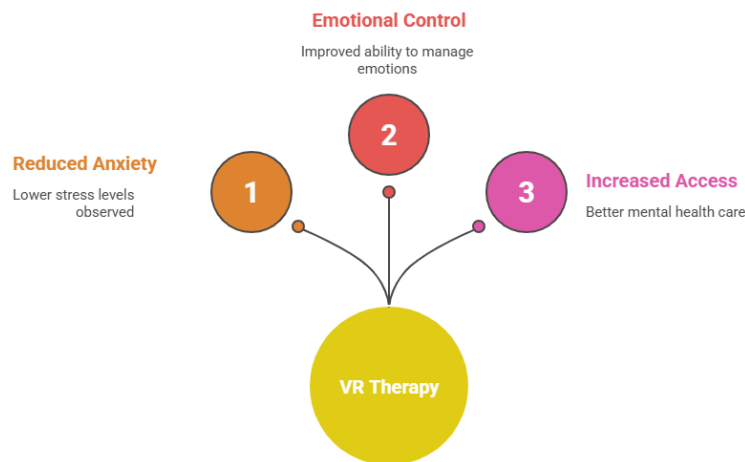 Emotional Control
Improved ability to manage
emotions
2
Reduced Anxiety
Lower stress levels
observed
1
3
Increased Access
Better mental health care
VR Therapy